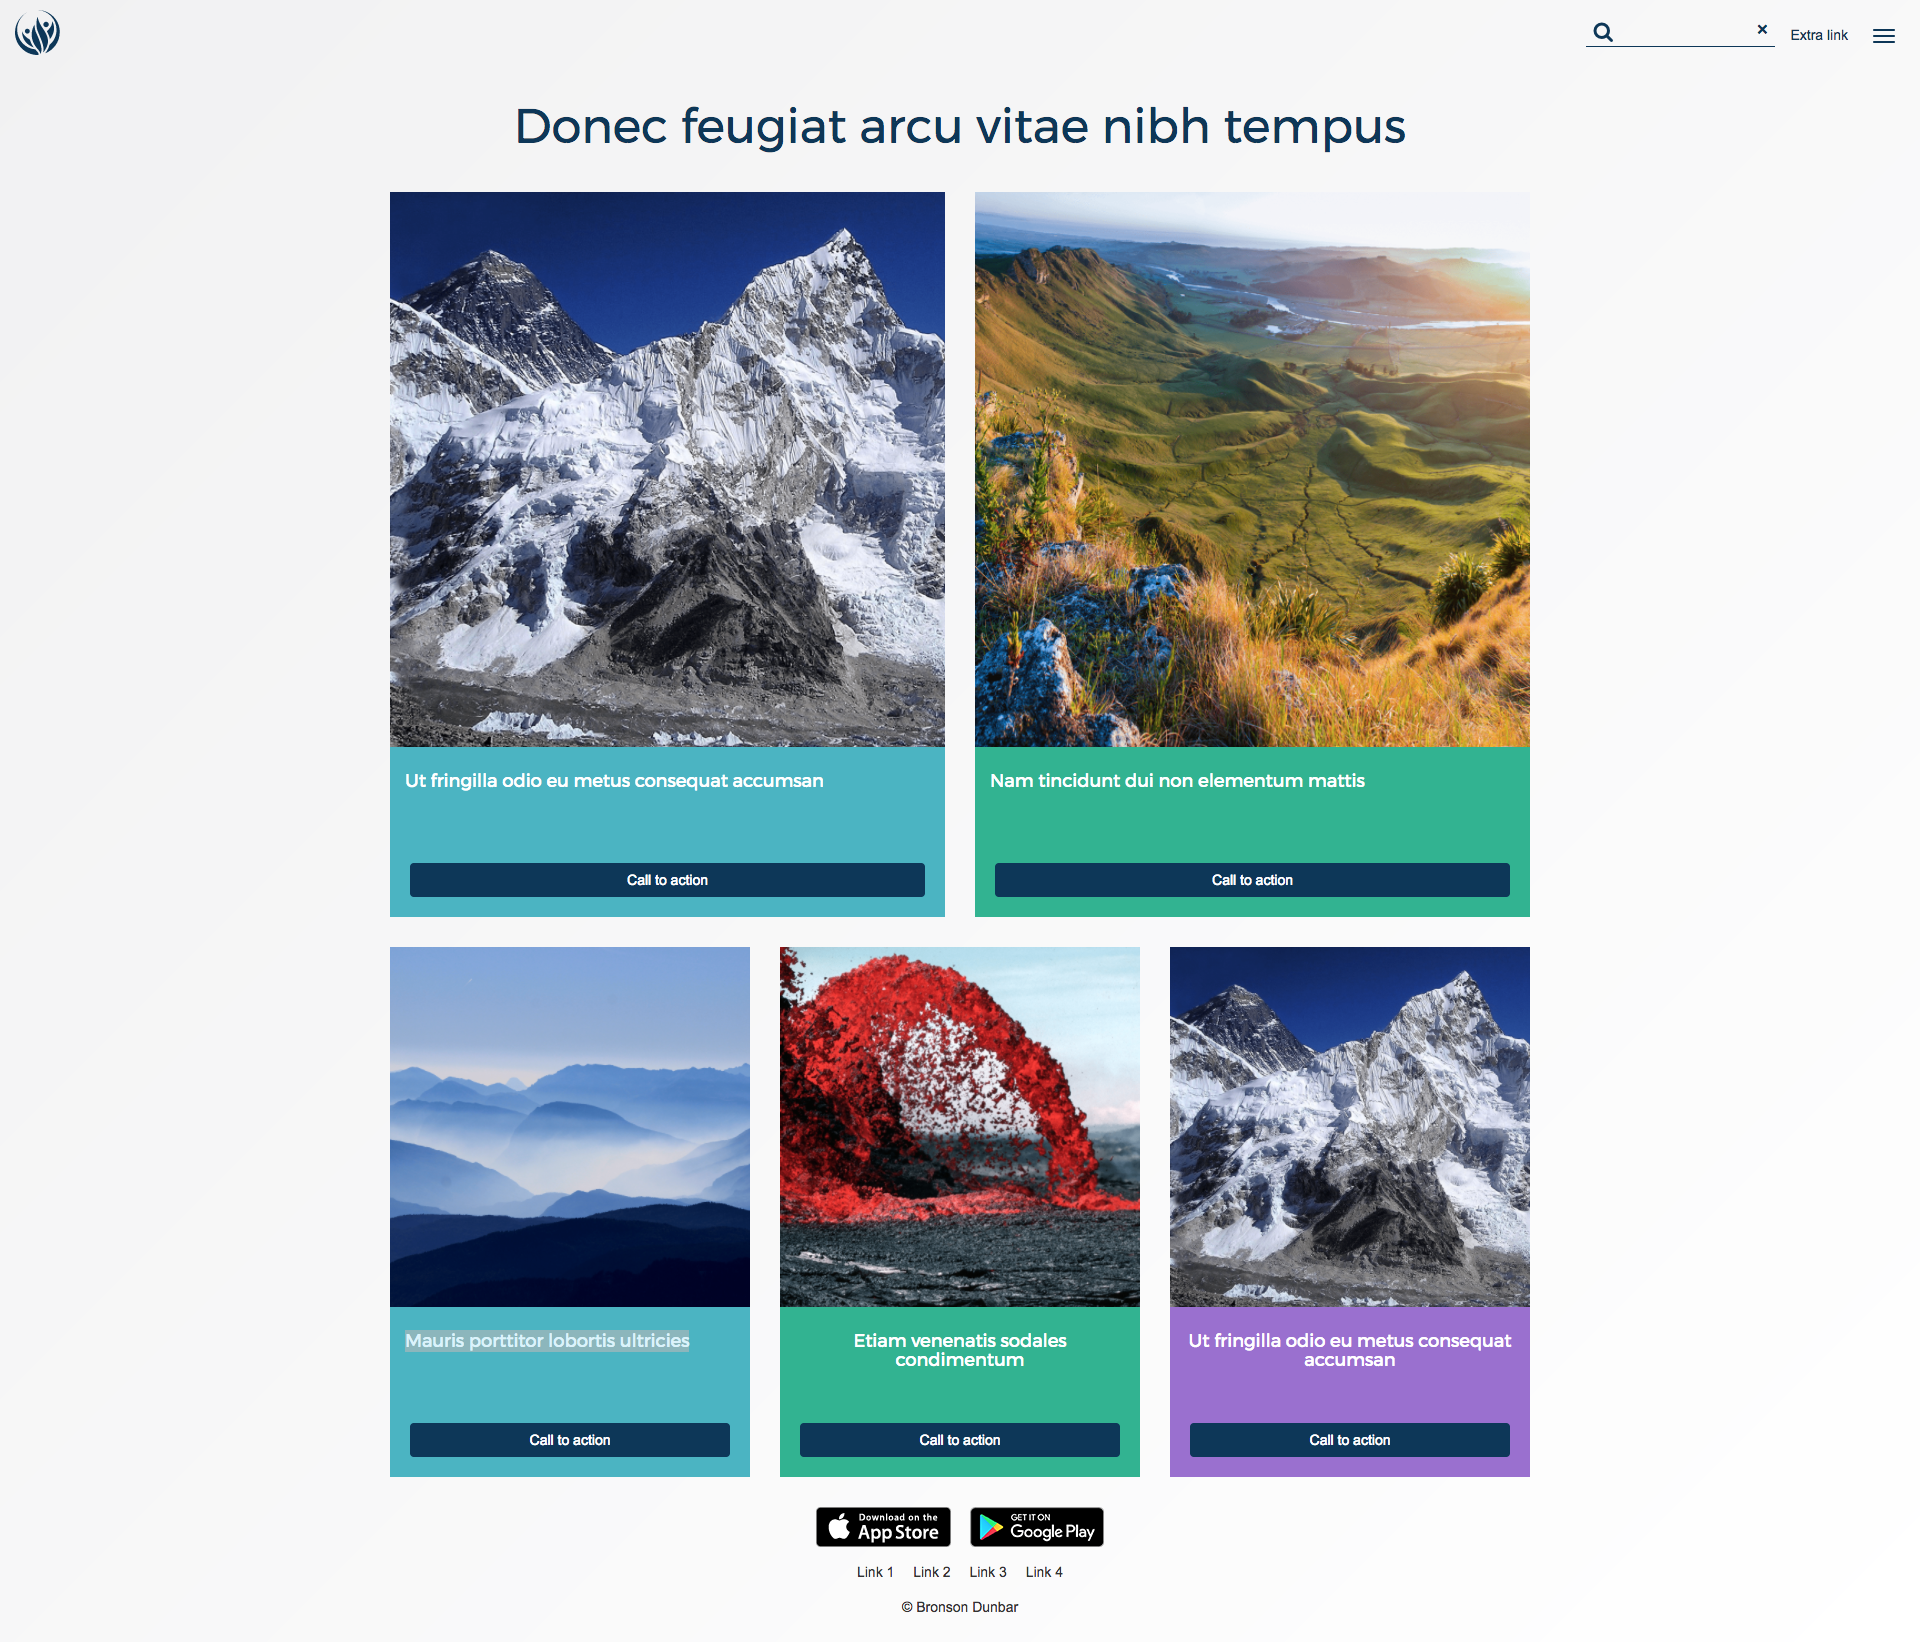 Extra link
Donec feugiat arcu vitae nibh tempus
Ut fringilla odio eu metus consequat accumsan
Call to action
Nam tincidunt dui non elementum mattis
Call to action
Mauris porttitor lobortis ultricies
Call to action
Etiam venenatis sodales
condimentum
Call to action
Ut fringilla odio eu metus consequat
accumsan
Call to action
Download on the
App Store
GET IT ON
Google Play
Link 1 Link 2 Link 3 Link 4
© Bronson Dunbar